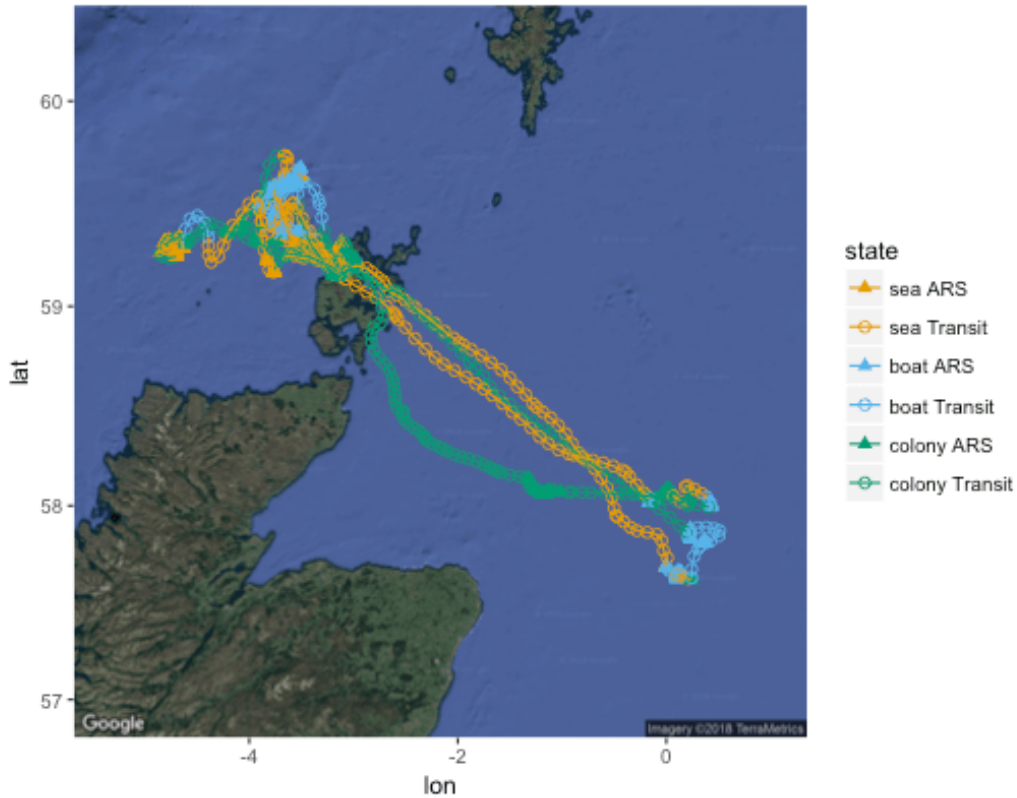 60
59
58
57
lat
-4
-2
0
lon
Google
Imagery ©2018 TerraMetrics
state
sea ARS
sea Transit
boat ARS
boat Transit
colony ARS
colony Transit